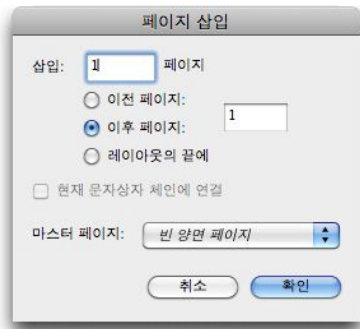 페이지 삽입
삽입: 1 페이지
이전 페이지:
이후 페이지: 1
레이아웃의 끝에
현재 문자상자 체인에 연결
마스터 페이지: 빈 양면 페이지
취소 확인